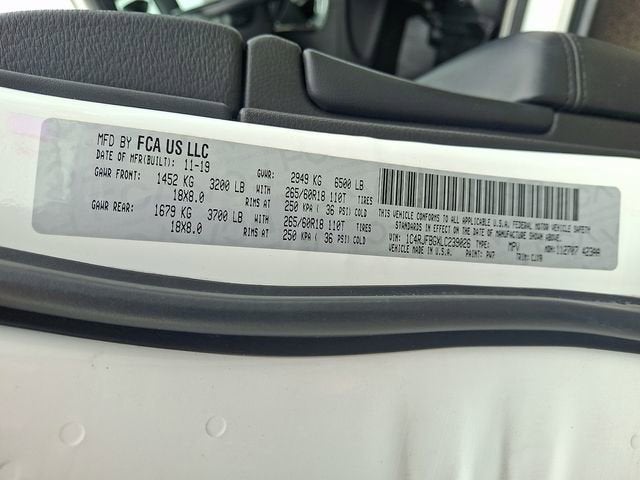 MFD BY FCA US LLC
DATE OF MFR(BUILT): 11-19 GVWR: 2949 KG 6500 LB
GAWR FRONT: 1452 KG 3200 LB WITH 265/60R18 110T TIRES
18X8.0 RIMS AT 250 KPA ( 36 PSI) COLD.
GAWR REAR: 1679 KG 3700 LB WITH 265/60R18 110T TIRES
18X8.0 RIMS AT 250 KPA ( 36 PSI) COLD.
THIS VEHICLE CONFORMS TO ALL APPLICABLE U.S.A. FEDERAL MOTOR VEHICLE SAFETY
STANDARDS IN EFFECT ON THE DATE OF MANUFACTURE SHOWN ABOVE.
VIN: 1C4RJFBGXLC239026 TYPE: MPV MDH: 112707 423AA
VEHICLE MADE IN U.S.A. PAINT: PW7 TRIM: